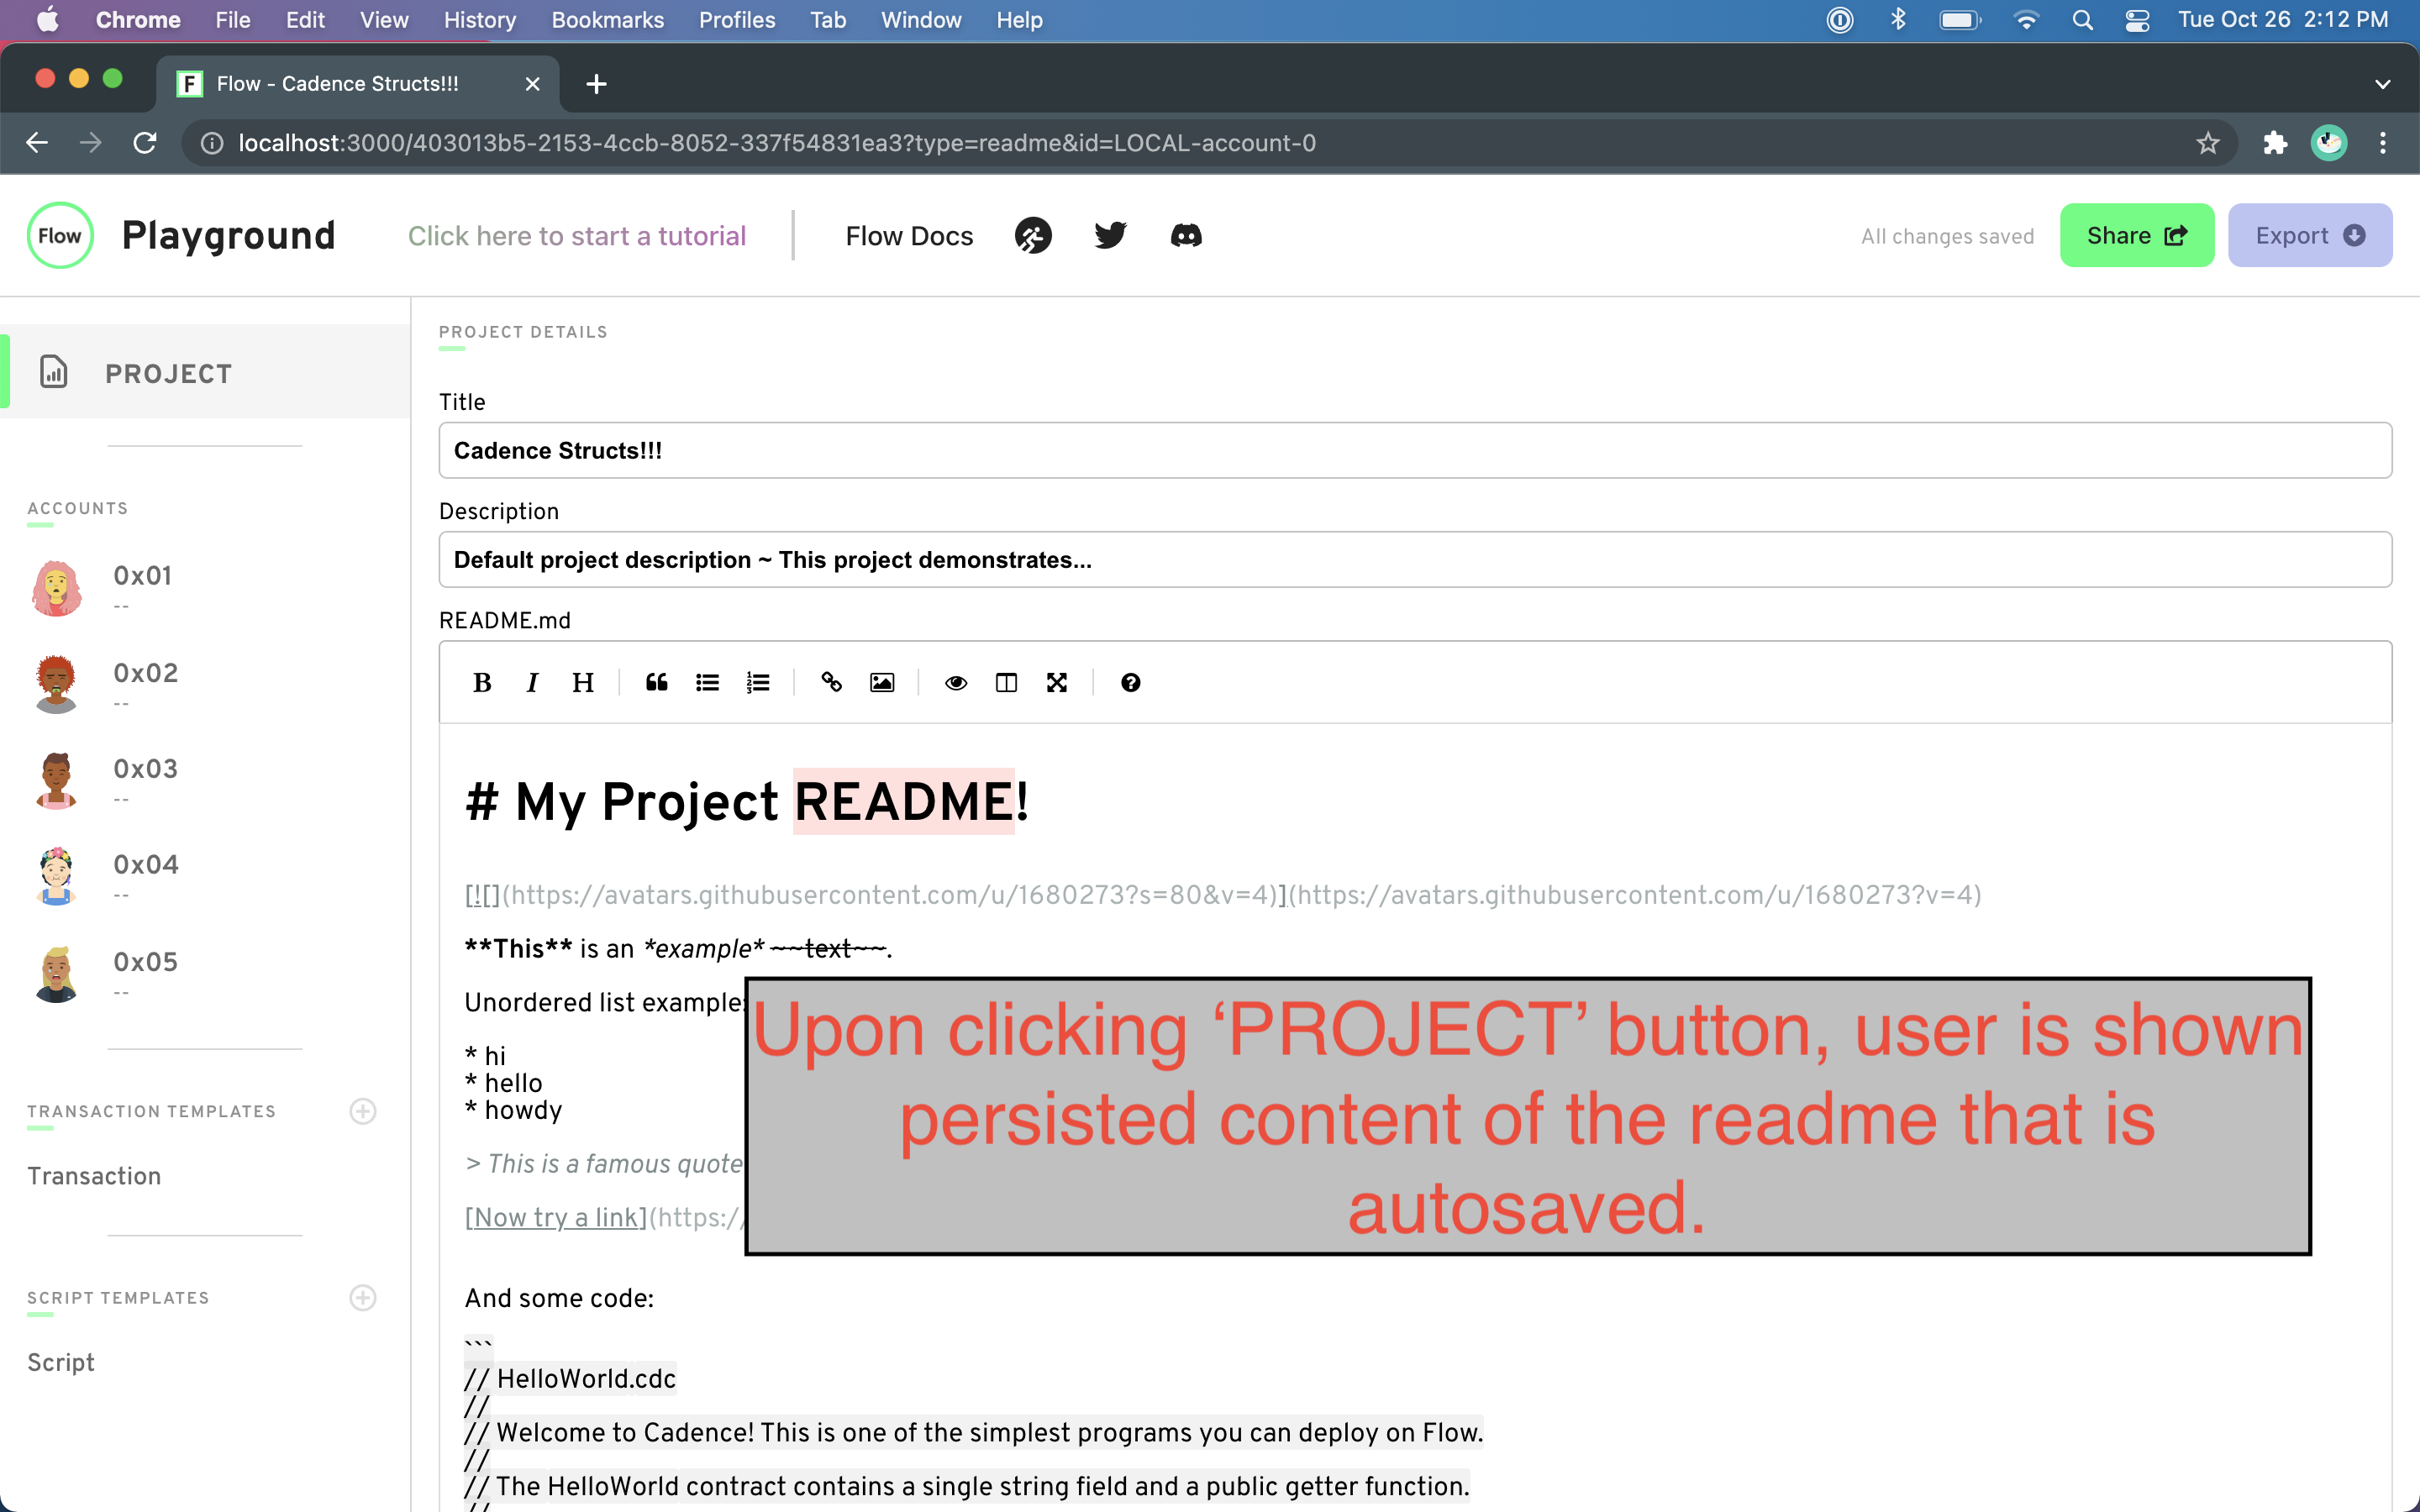 Chrome File Edit View History Bookmarks Profiles Tab Window Help Tue Oct 26 2:12 PM
F Flow - Cadence Structs!!!
localhost:3000/403013b5-2153-4ccb-8052-337f54831ea3?type=readme&id=LOCAL-account-0
Flow Playground Click here to start a tutorial Flow Docs All changes saved Share Export
PROJECT
ACCOUNTS
0x01
--
0x02
--
0x03
--
0x04
--
0x05
--
TRANSACTION TEMPLATES
Transaction
SCRIPT TEMPLATES
Script
PROJECT DETAILS
Title
Cadence Structs!!!
Description
Default project description ~ This project demonstrates...
README.md
B I H
# My Project README!
[![](https://avatars.githubusercontent.com/u/1680273?s=80&v=4)](https://avatars.githubusercontent.com/u/1680273?v=4)
**This** is an *example* ~~text~~.
Unordered list example:
* hi
* hello
* howdy
> This is a famous quote
[Now try a link](https:/
Upon clicking ‘PROJECT’ button, user is shown
persisted content of the readme that is
autosaved.
And some code:
```
// HelloWorld.cdc
//
// Welcome to Cadence! This is one of the simplest programs you can deploy on Flow.
//
// The HelloWorld contract contains a single string field and a public getter function.
//